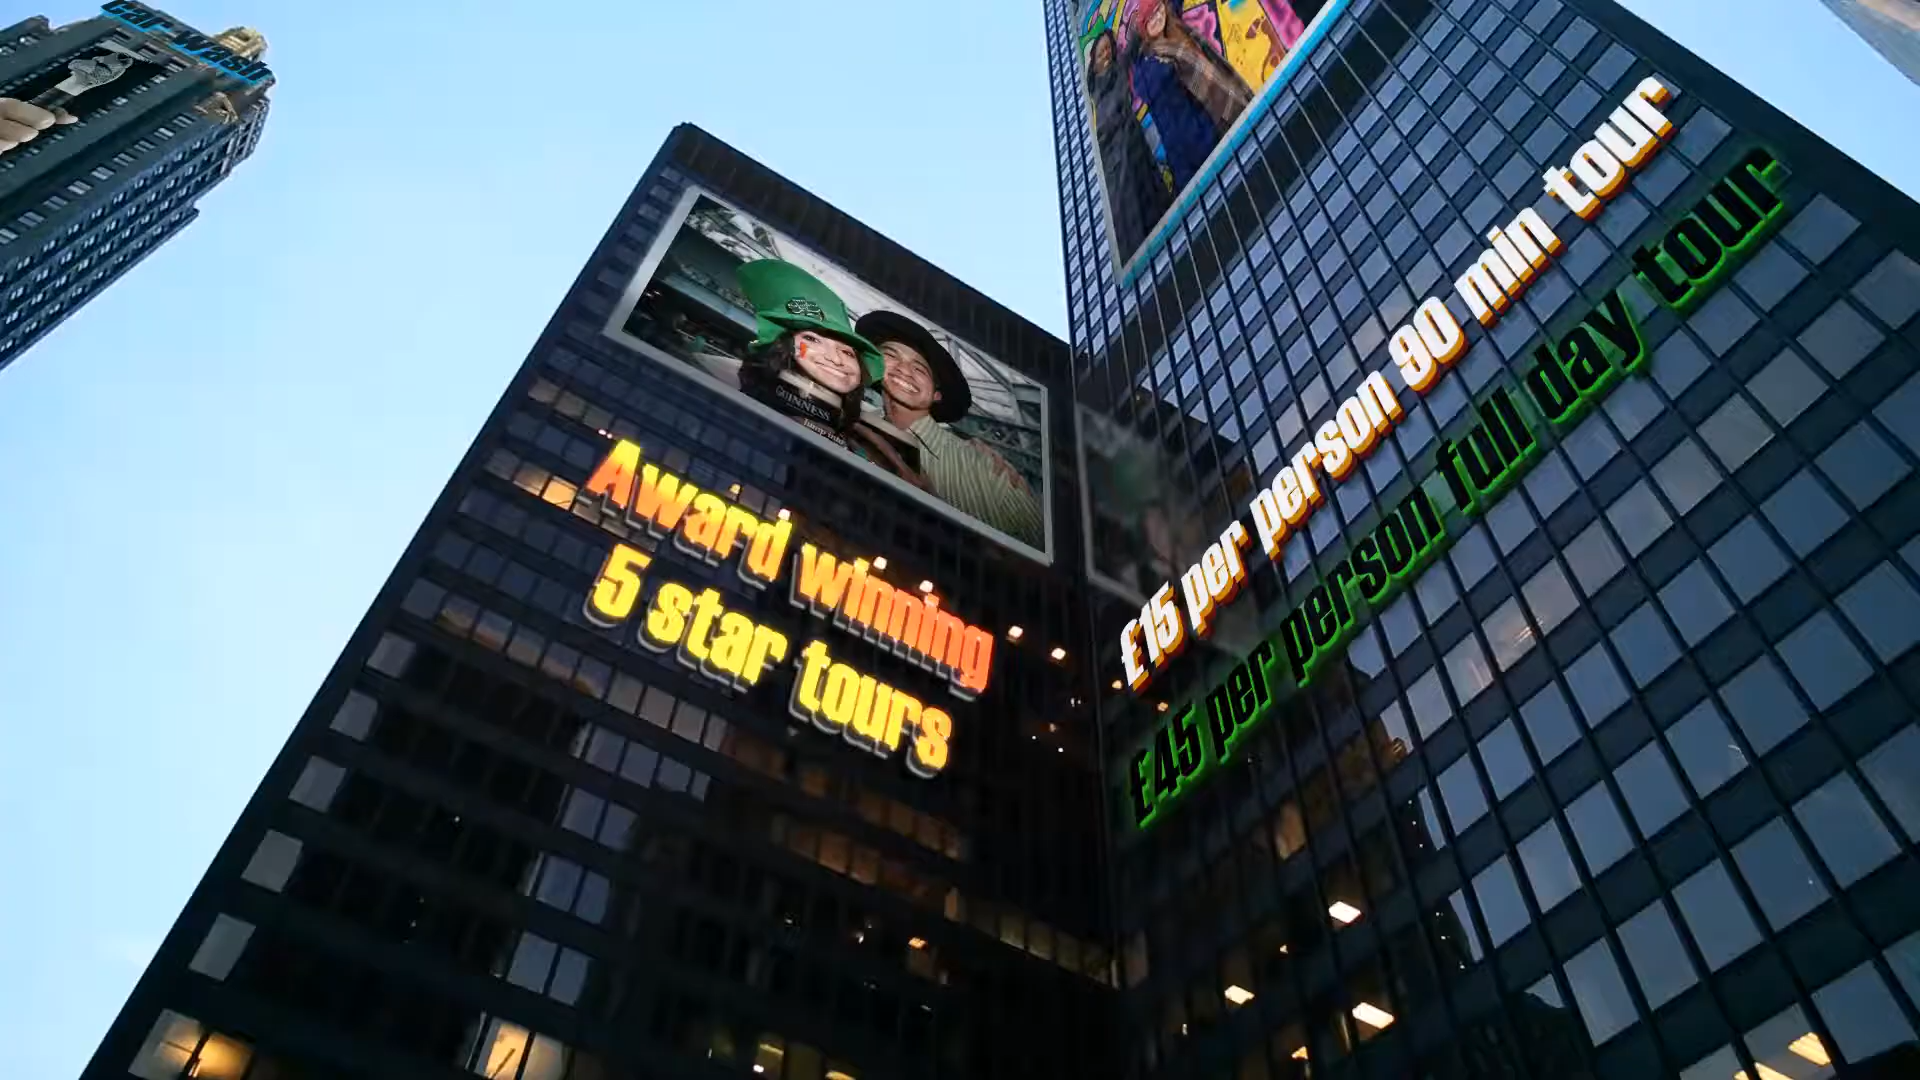 car wash
GUINNESS
Award winning
5 star tours
£15 per person 90 min tour
£45 per person full day tour